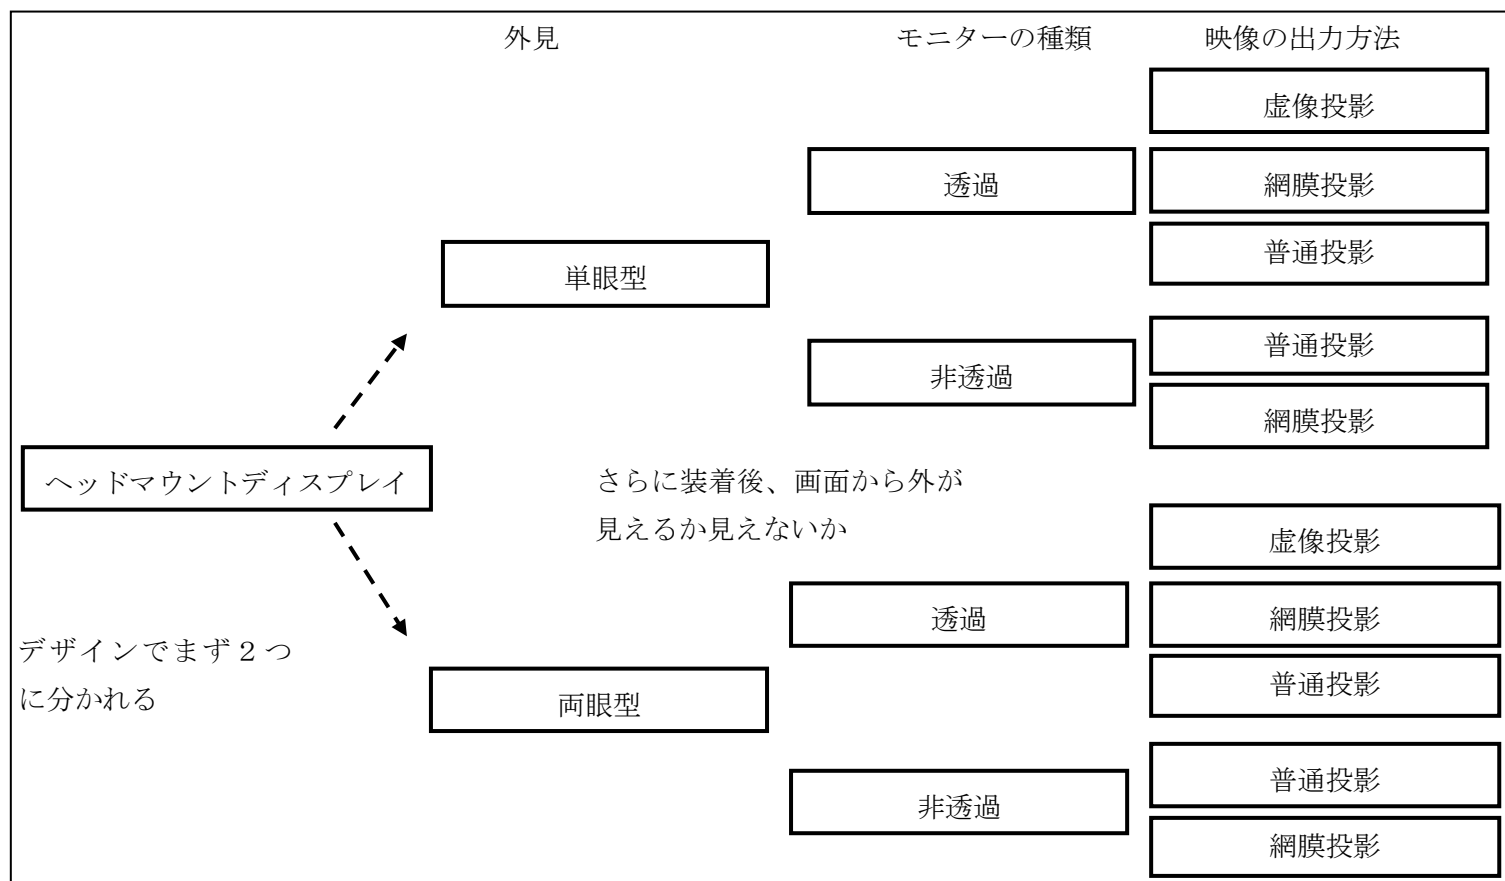 外見
モニターの種類
映像の出力方法
虚像投影
透過
網膜投影
普通投影
単眼型
普通投影
非透過
網膜投影
ヘッドマウントディスプレイ
さらに装着後、画面から外が
見えるか見えないか
虚像投影
透過
網膜投影
デザインでまず２つ
に分かれる
普通投影
両眼型
普通投影
非透過
網膜投影